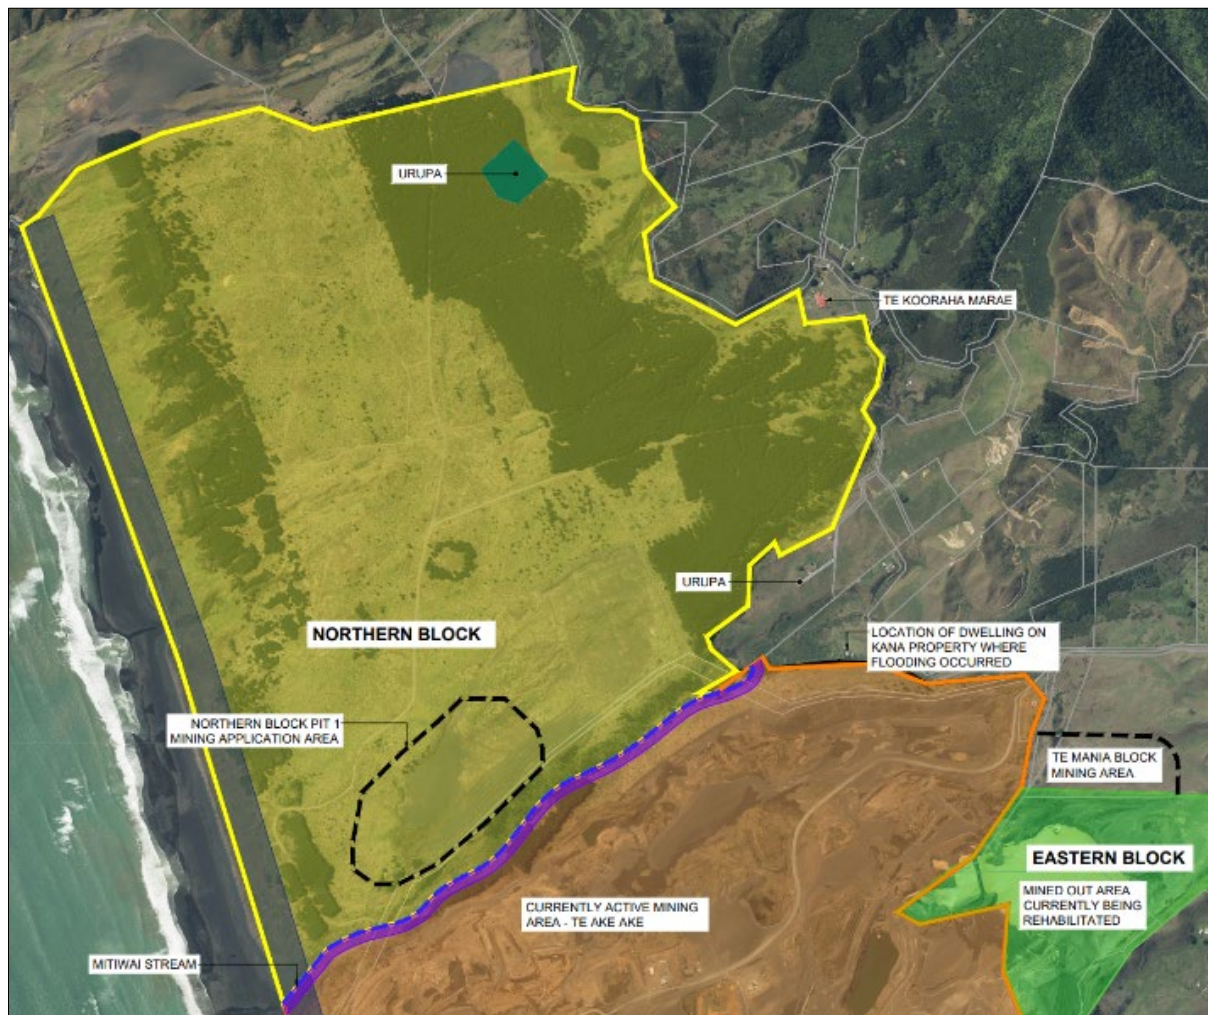 URUPA
TE KOORAHA MARAE
URUPA
NORTHERN BLOCK
LOCATION OF DWELLING ON
KANA PROPERTY WHERE
FLOODING OCCURRED
NORTHERN BLOCK PIT 1
MINING APPLICATION AREA
TE MANIA BLOCK
MINING AREA
EASTERN BLOCK
MINED OUT AREA
CURRENTLY BEING
REHABILITATED
CURRENTLY ACTIVE MINING
AREA - TE AKE AKE
MITIWAI STREAM